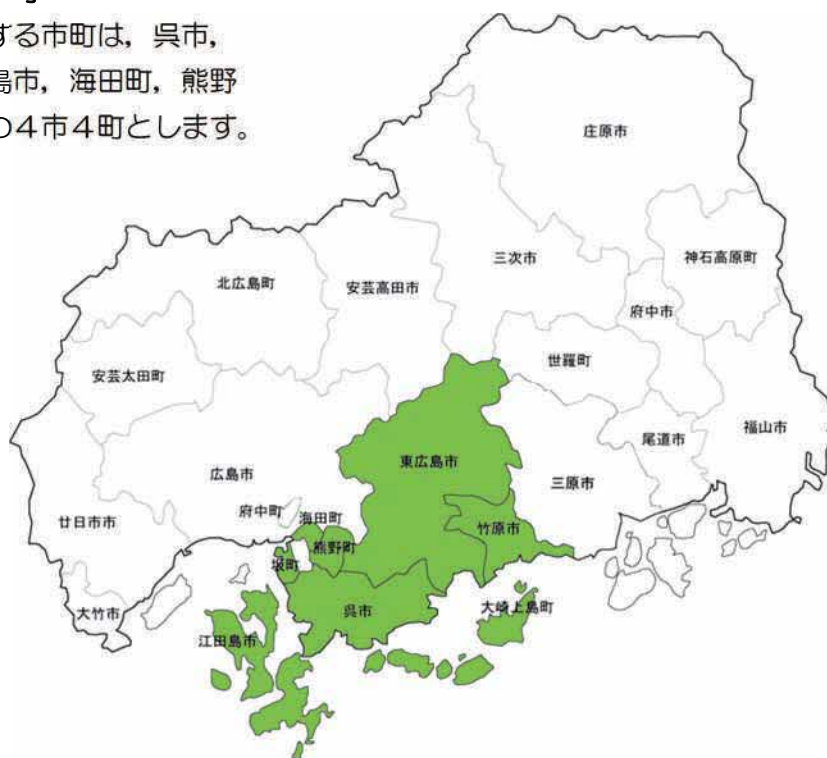 する市町は，呉市，
島市，海田町，熊野
の４市４町とします。
庄原市
三次市
神石高原町
北広島町
安芸高田市
府中市
世羅町
安芸太田町
福山市
尾道市
東広島市
広島市
三原市
府中町
海田町
廿日市市
竹原市
熊野町
坂町
大竹市
呉市
大崎上島町
江田島市